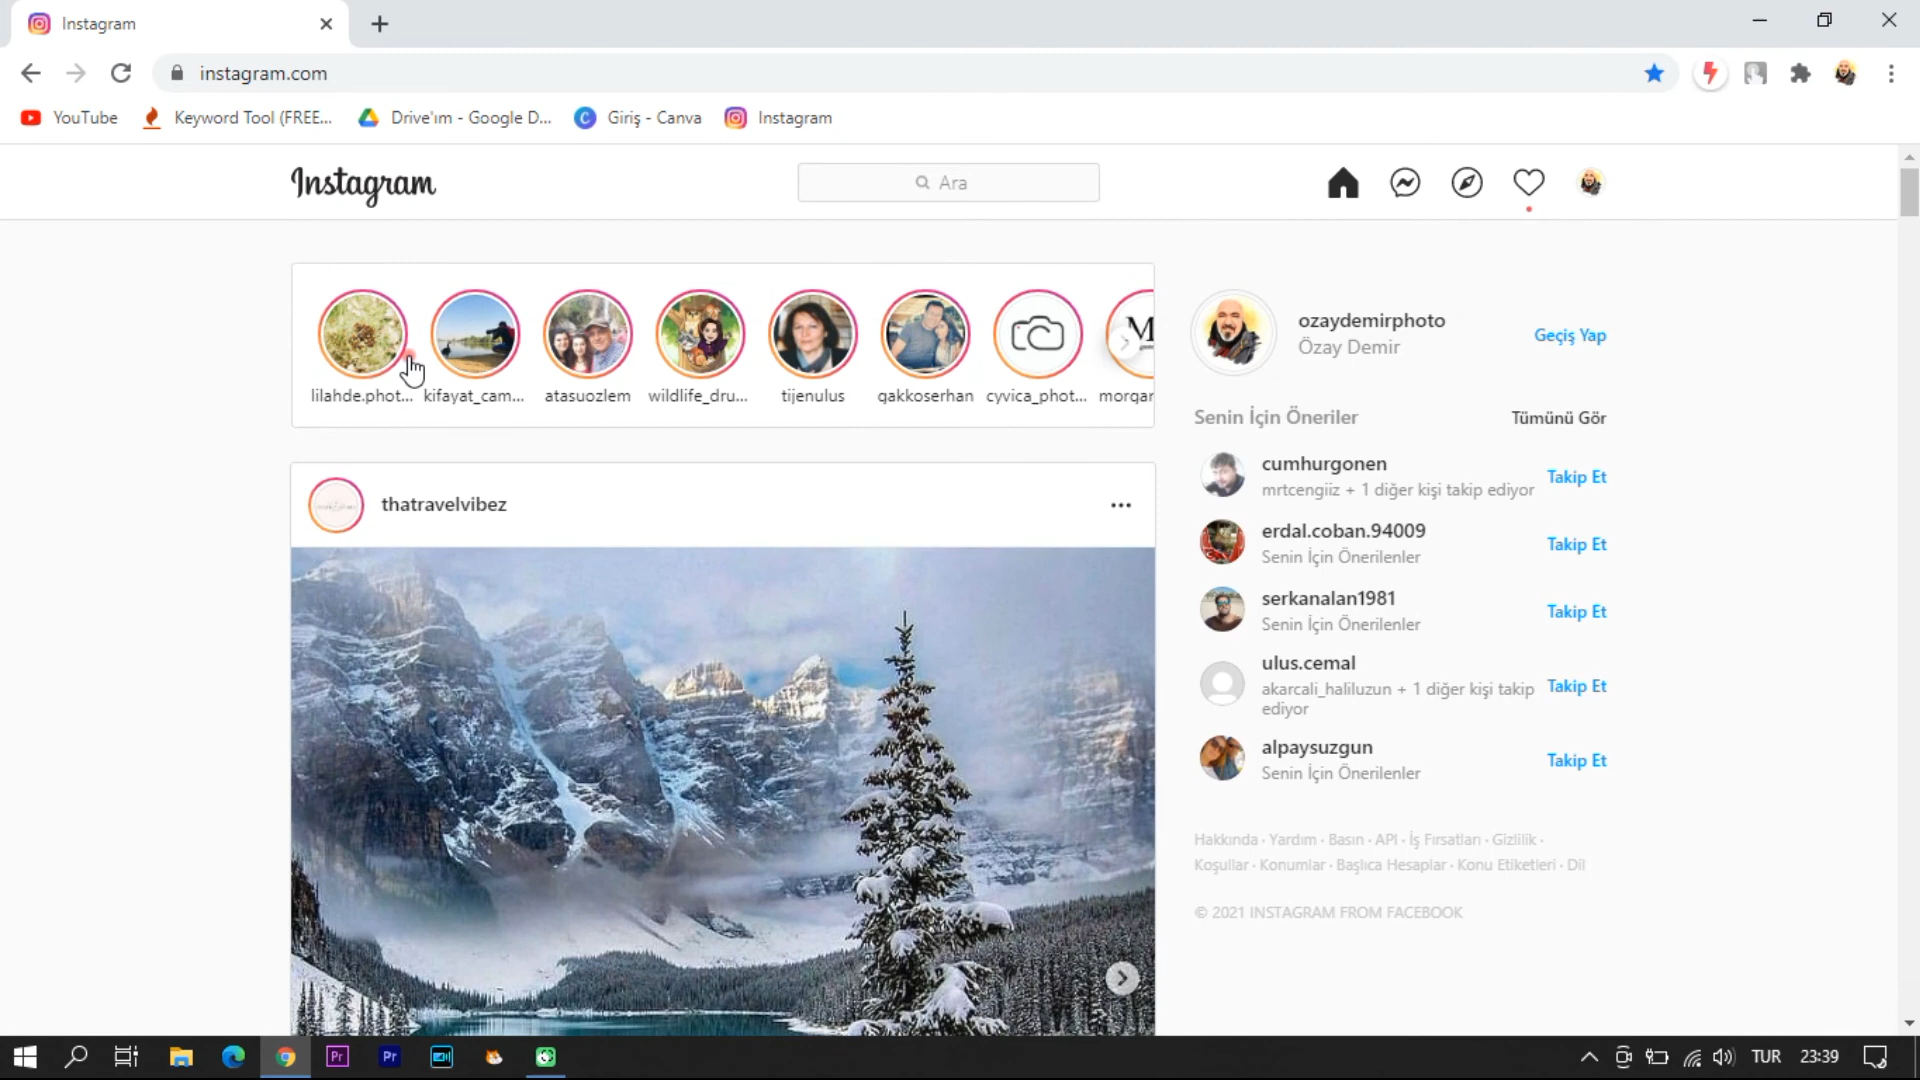 Instagram
instagram.com
YouTube
Keyword Tool (FREE...
Drive'ım - Google D...
Giriş - Canva
Instagram
Instagram
Ara
lilahde.phot...
kifayat_cam...
atasuozlem
wildlife_dru...
tijenulus
qakkoserhan
cyvica_phot...
morqar
ozaydemirphoto
Özay Demir
Geçiş Yap
Senin İçin Öneriler
Tümünü Gör
cumhurgonen
mrtcengiiz + 1 diğer kişi takip ediyor
Takip Et
erdal.coban.94009
Senin İçin Önerilenler
Takip Et
serkanalan1981
Senin İçin Önerilenler
Takip Et
ulus.cemal
akarcali_haliluzun + 1 diğer kişi takip
ediyor
Takip Et
alpaysuzgun
Senin İçin Önerilenler
Takip Et
Hakkında · Yardım · Basın · API · İş Fırsatları · Gizlilik ·
Koşullar · Konumlar · Başlıca Hesaplar · Konu Etiketleri · Dil
© 2021 INSTAGRAM FROM FACEBOOK
thatravelvibez
Pr
Pr
TUR
23:39